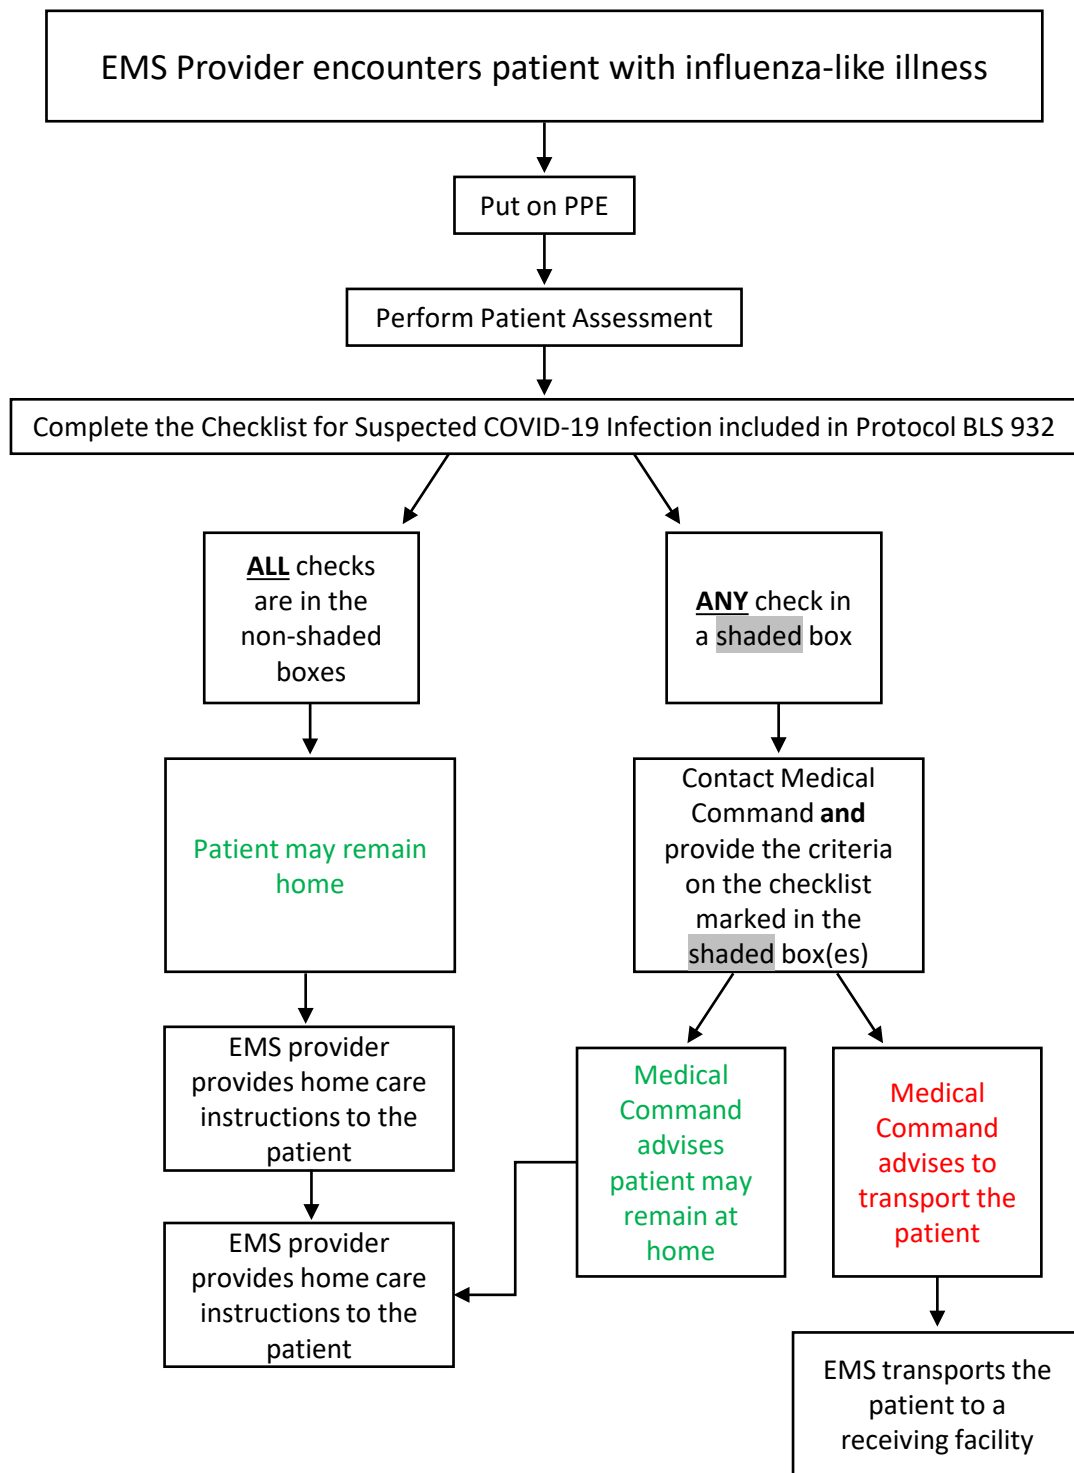 EMS Provider encounters patient with influenza-like illness
Put on PPE
Perform Patient Assessment
Complete the Checklist for Suspected COVID-19 Infection included in Protocol BLS 932
ALL checks
are in the
non-shaded
boxes
ANY check in
a shaded box
Patient may remain
home
Contact Medical
Command and
provide the criteria
on the checklist
marked in the
shaded box(es)
EMS provider
provides home care
instructions to the
patient
EMS provider
provides home care
instructions to the
patient
Medical
Command
advises
patient may
remain at
home
Medical
Command
advises to
transport the
patient
EMS transports the
patient to a
receiving facility